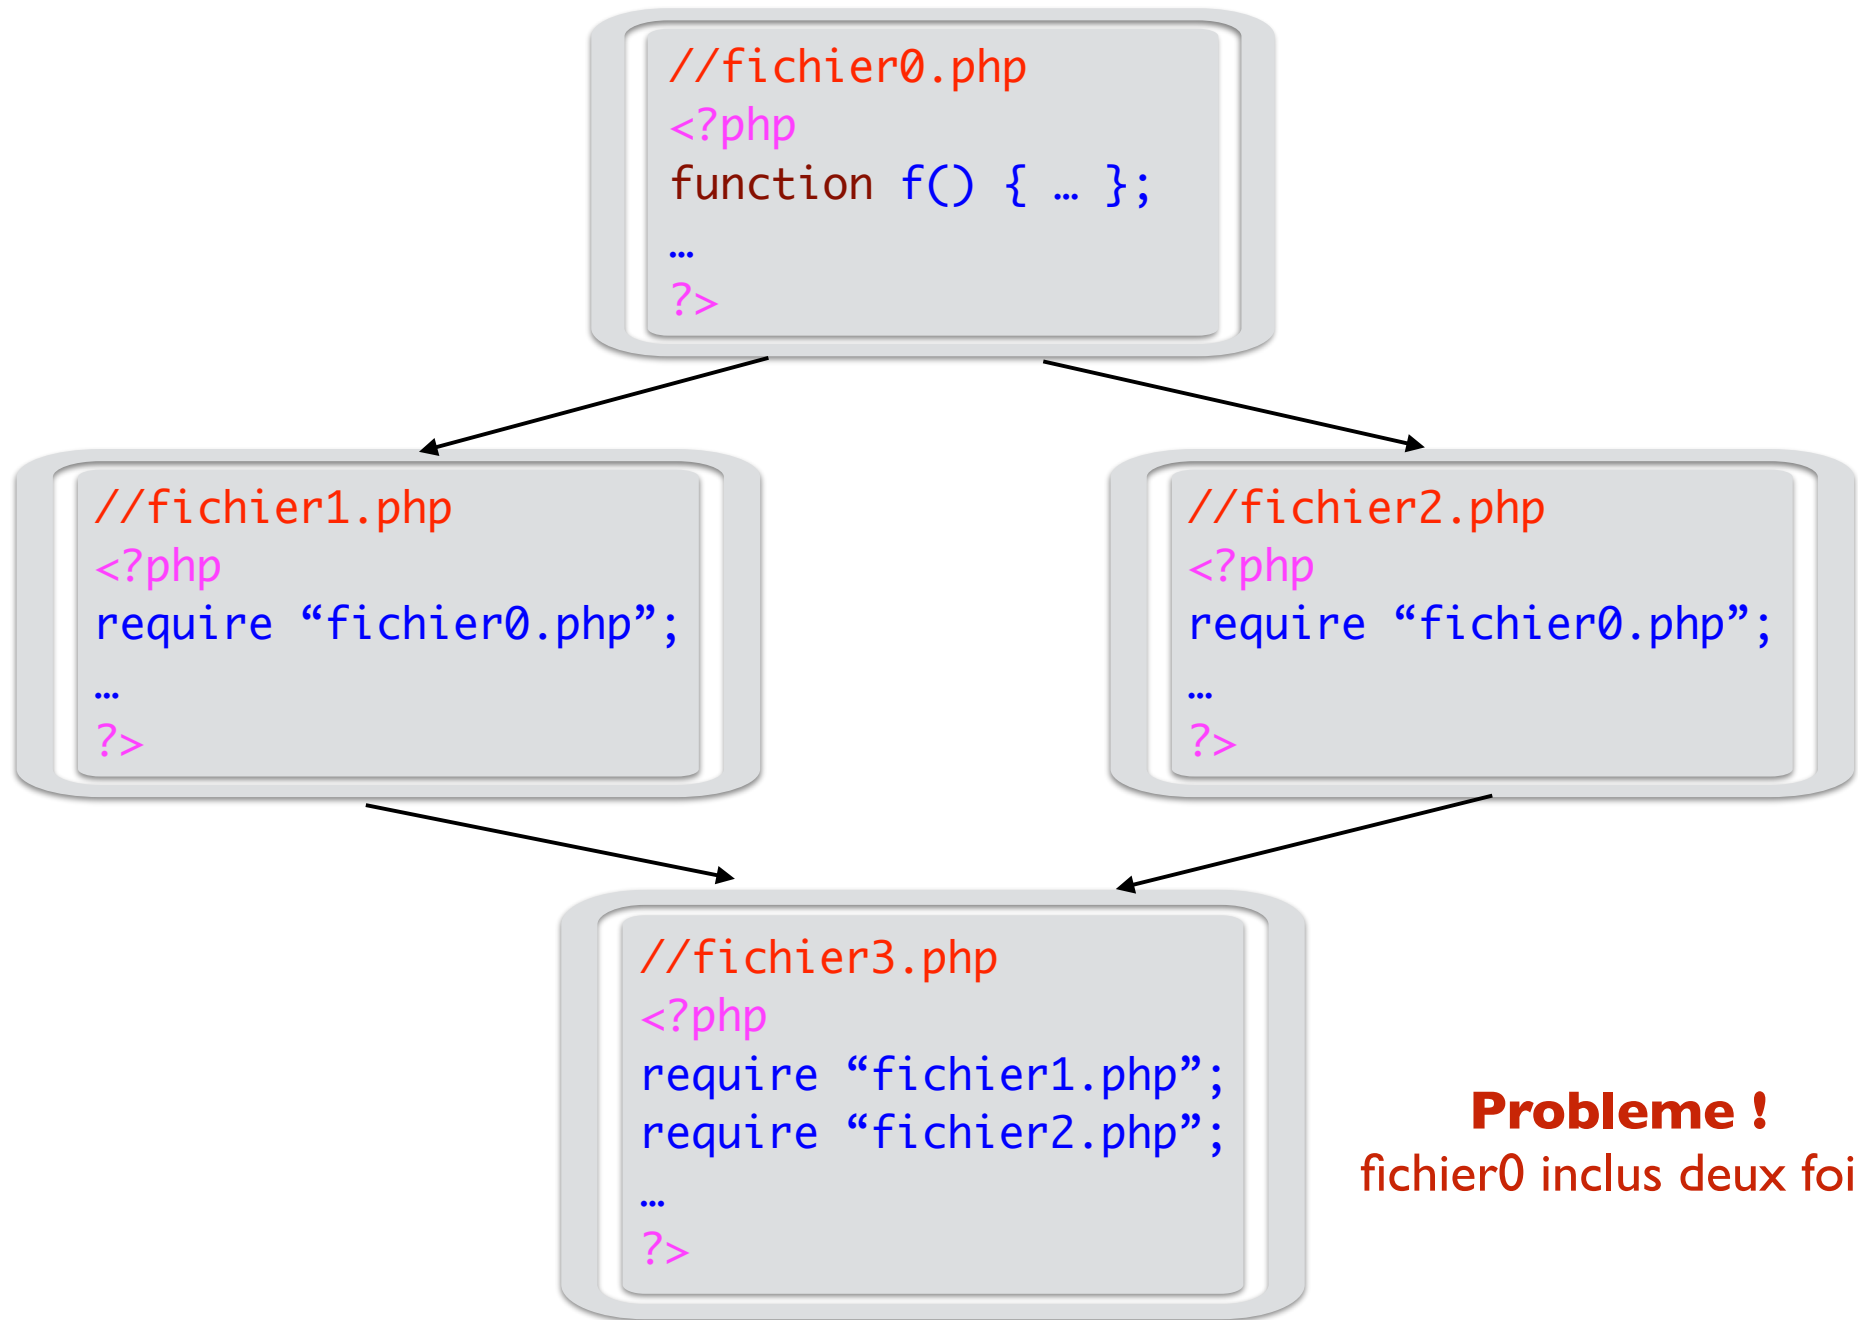 //fichier0.php
<?php
function f() { … };
…
?>
//fichier1.php
<?php
require “fichier0.php”;
…
?>
//fichier2.php
<?php
require “fichier0.php”;
…
?>
//fichier3.php
<?php
require “fichier1.php”;
require “fichier2.php”;
…
?>
Probleme !
fichier0 inclus deux foi